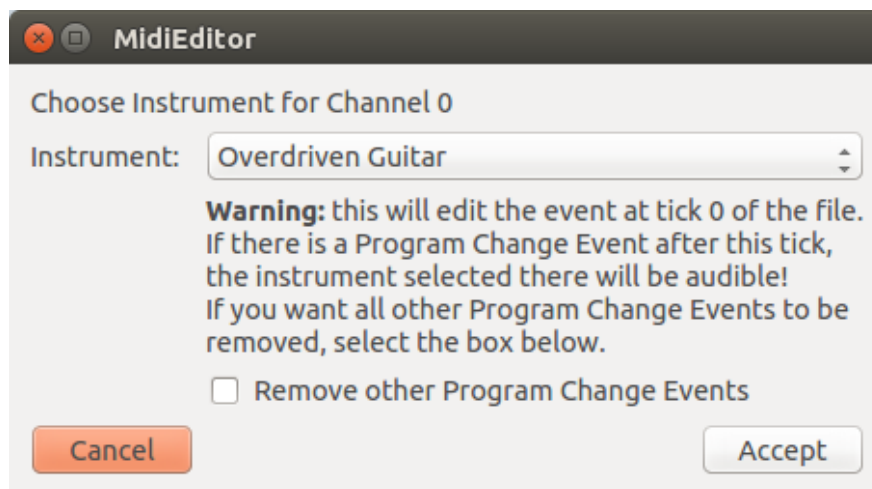 MidiEditor
Choose Instrument for Channel 0
Instrument: Overdriven Guitar
Warning: this will edit the event at tick 0 of the file.
If there is a Program Change Event after this tick,
the instrument selected there will be audible!
If you want all other Program Change Events to be
removed, select the box below.
Remove other Program Change Events
Cancel Accept